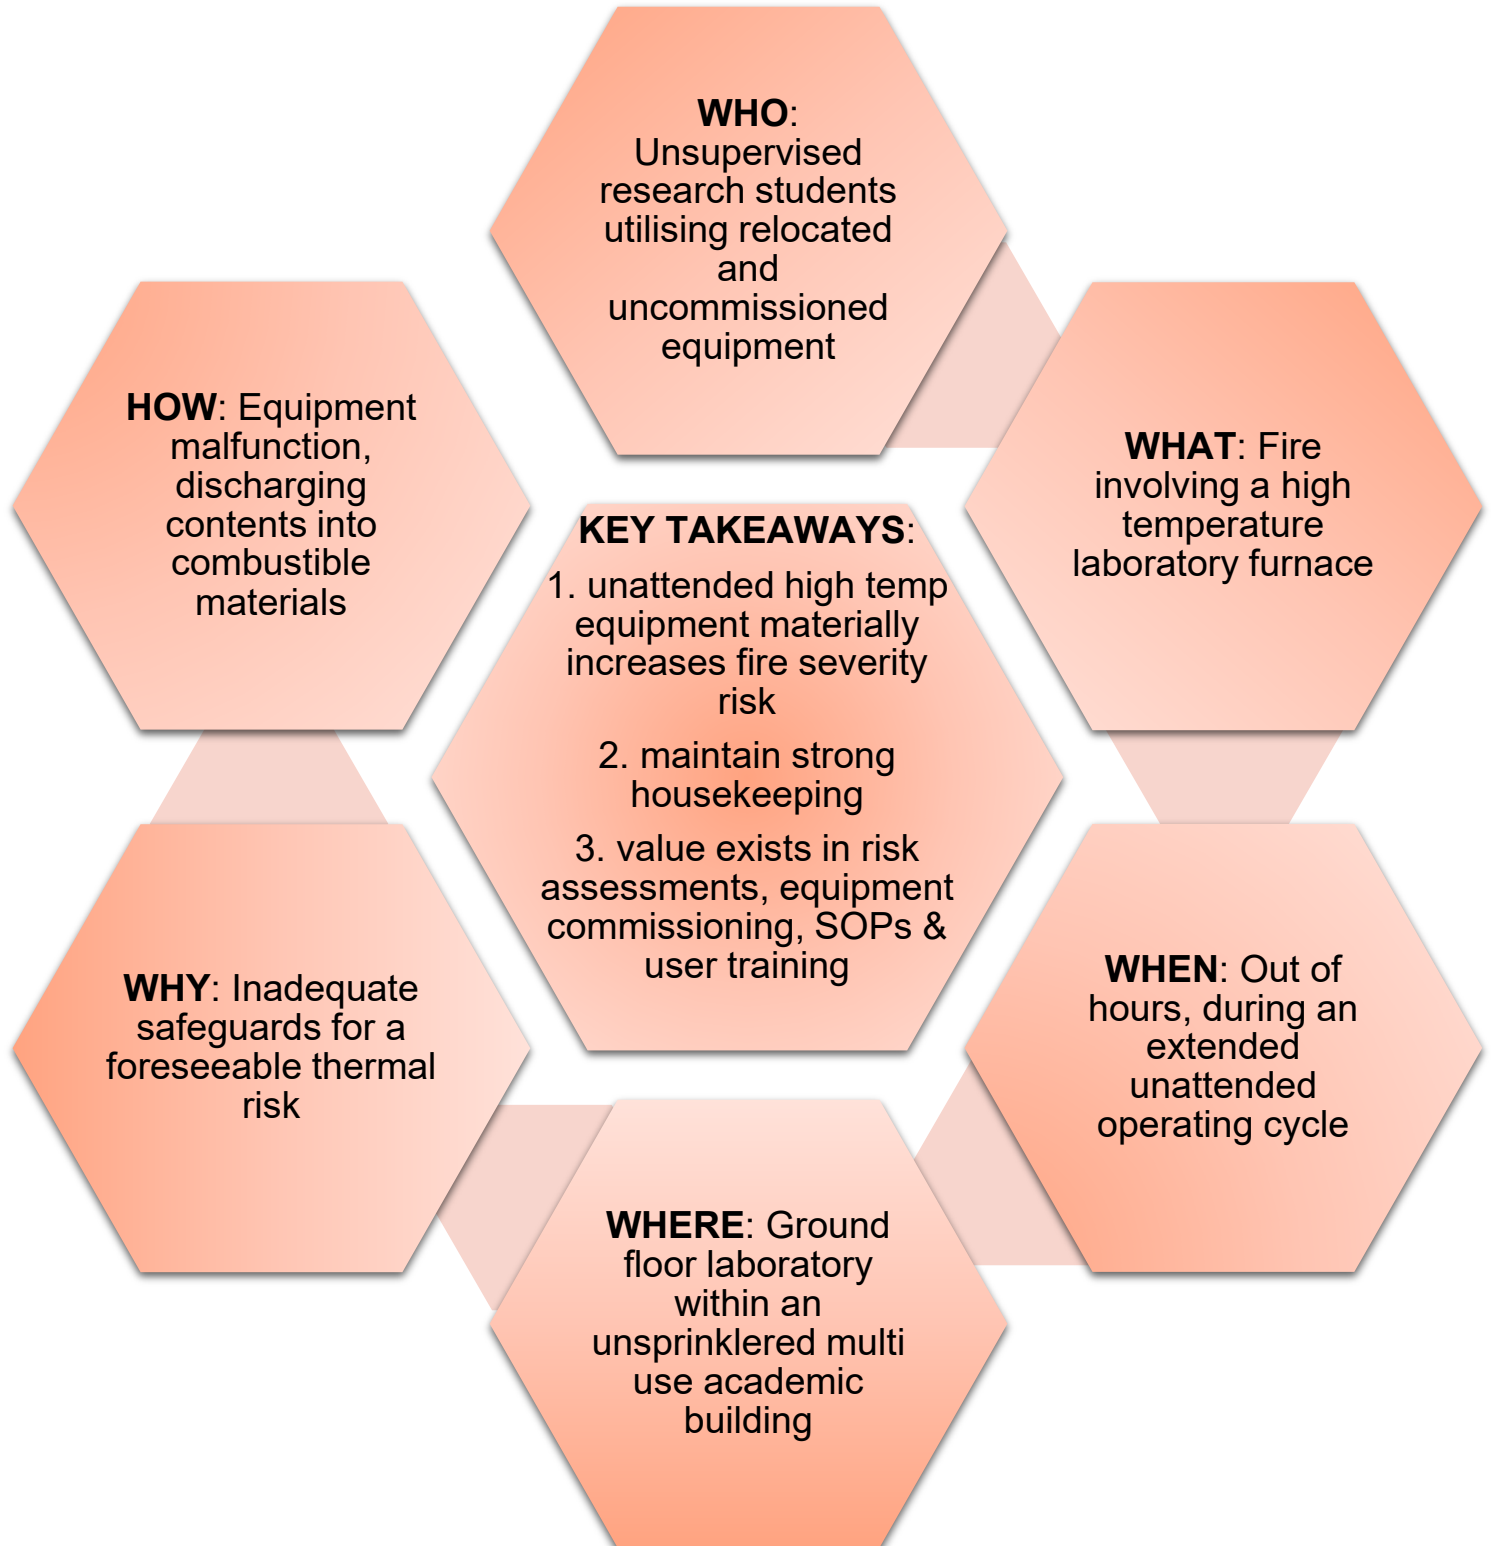 WHO:
Unsupervised
research students
utilising relocated
and
uncommissioned
equipment
WHAT: Fire
involving a high
temperature
laboratory furnace
WHEN: Out of
hours, during an
extended
unattended
operating cycle
WHERE: Ground
floor laboratory
within an
unsprinklered multi
use academic
building
WHY: Inadequate
safeguards for a
foreseeable thermal
risk
HOW: Equipment
malfunction,
discharging
contents into
combustible
materials
KEY TAKEAWAYS:
1. unattended high temp
equipment materially
increases fire severity
risk
2. maintain strong
housekeeping
3. value exists in risk
assessments, equipment
commissioning, SOPs &
user training